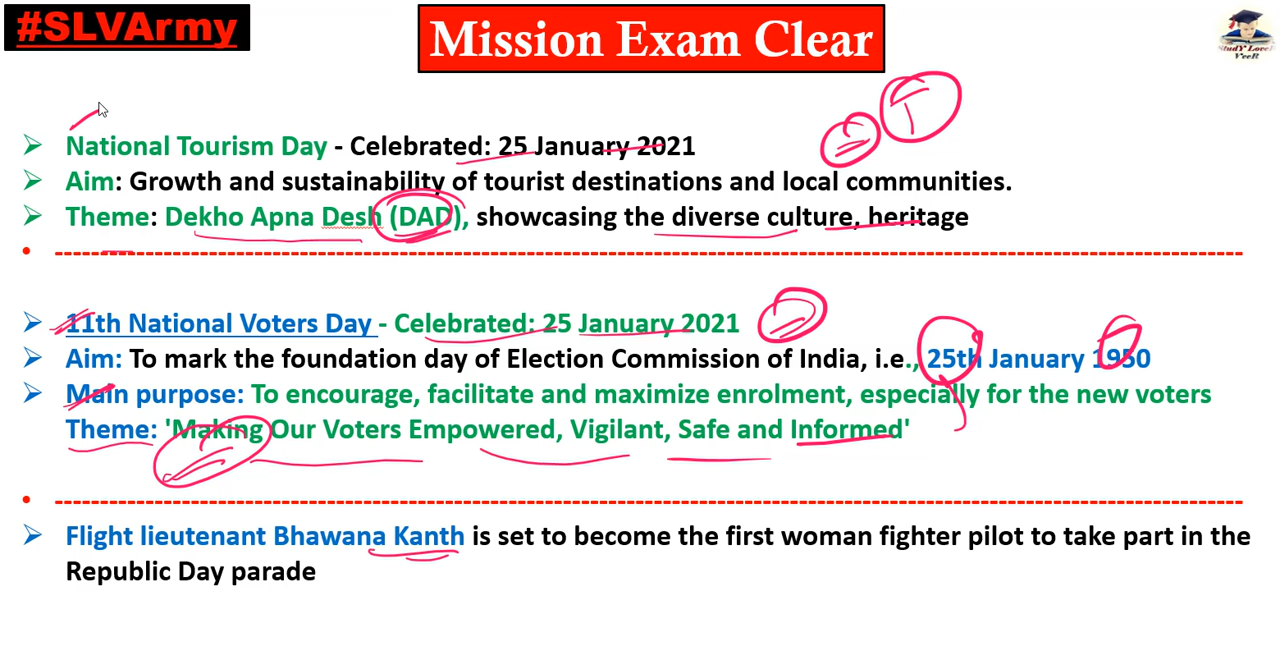 #SLVArmy
Mission Exam Clear
StudY LoveR
VeeR
National Tourism Day - Celebrated: 25 January 2021
Aim: Growth and sustainability of tourist destinations and local communities.
Theme: Dekho Apna Desh (DAD), showcasing the diverse culture, heritage
T
11th National Voters Day - Celebrated: 25 January 2021
Aim: To mark the foundation day of Election Commission of India, i.e., 25th January 1950
Main purpose: To encourage, facilitate and maximize enrolment, especially for the new voters
Theme: 'Making Our Voters Empowered, Vigilant, Safe and Informed'
Flight lieutenant Bhawana Kanth is set to become the first woman fighter pilot to take part in the
Republic Day parade